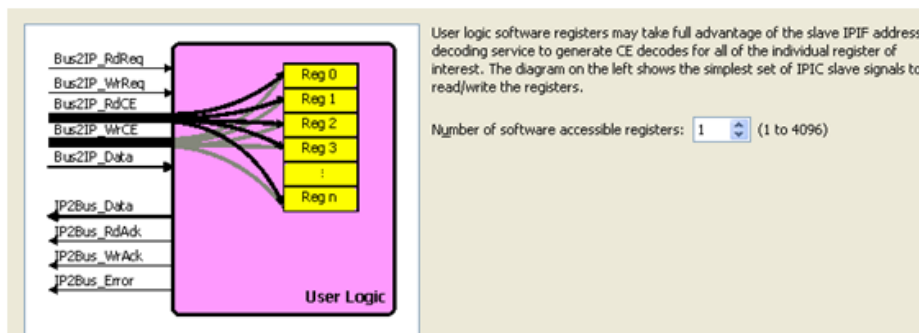 Bus2IP_RdReq
Bus2IP_WrReq
Bus2IP_RdCE
Bus2IP_WrCE
Bus2IP_Data
IP2Bus_Data
IP2Bus_RdAck
IP2Bus_WrAck
IP2Bus_Error
Reg 0
Reg 1
Reg 2
Reg 3
:
Reg n
User Logic
User logic software registers may take full advantage of the slave IPIF address
decoding service to generate CE decodes for all of the individual register of
interest. The diagram on the left shows the simplest set of IPIC slave signals to
read/write the registers.
Number of software accessible registers: 1 (1 to 4096)